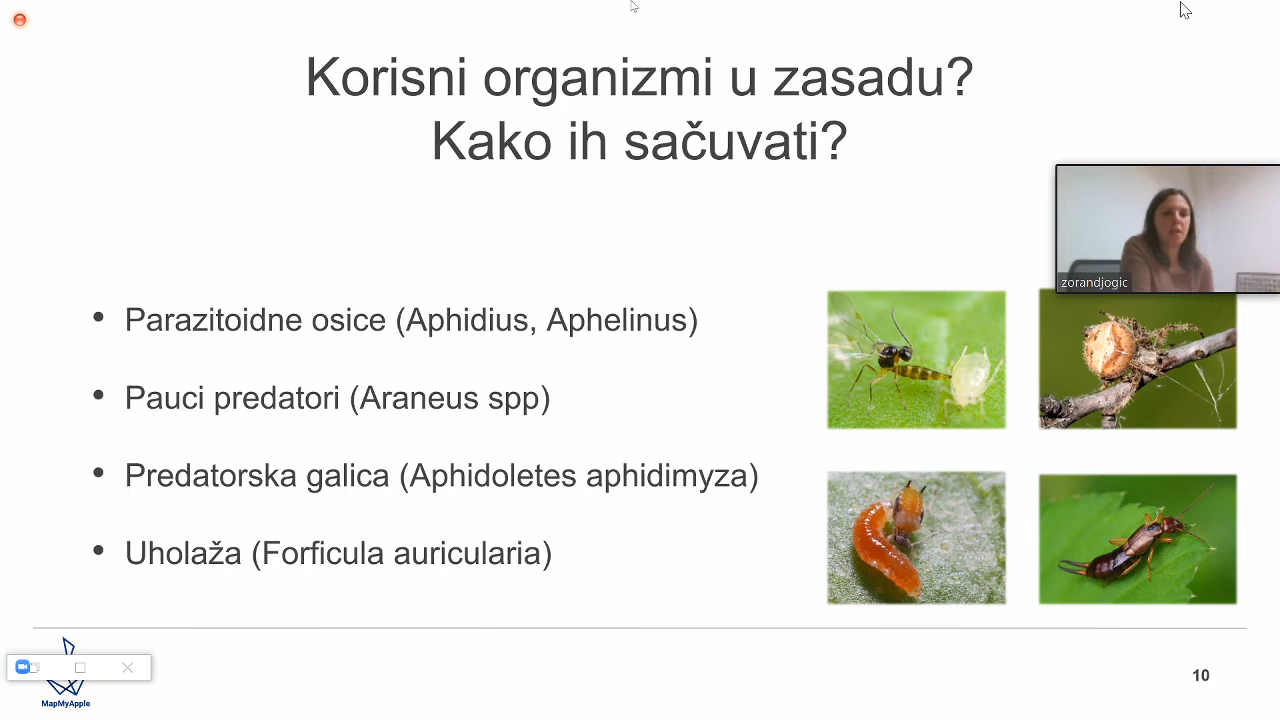 Korisni organizmi u zasadu?
Kako ih sačuvati?
zorandjogic
• Parazitoidne osice (Aphidius, Aphelinus)
• Pauci predatori (Araneus spp)
• Predatorska galica (Aphidoletes aphidimyza)
• Uholaža (Forficula auricularia)
MapMyApple
10